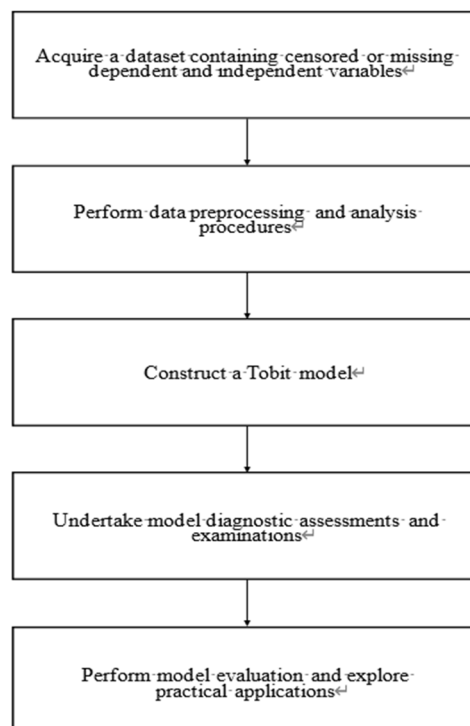 Acquire a dataset containing censored or missing
dependent and independent variables
Perform data preprocessing and analysis
procedures
Construct a Tobit model
Undertake model diagnostic assessments and
examinations
Perform model evaluation and explore
practical applications